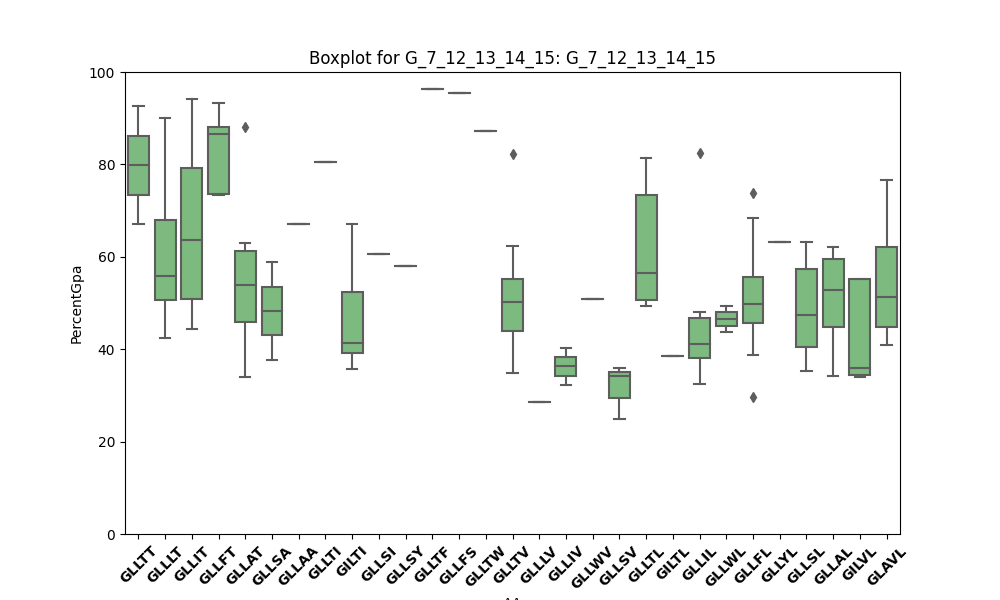 Boxplot for G_7_12_13_14_15: G_7_12_13_14_15
100
80
60
40
20
0
PercentGpa
GLLTT GLLLT GLLIT GLLFT GLLAT GLLSA GLLAA GLLTI GILTI GLLSI GLLSY GLLTF GLLFS GLLTW GLLTV GLLLV GLLIV GLLWV GLLSV GLLTL GILTL GLLIL GLLWL GLLFL GLLYL GLLSL GLLAL GILVL GLAVL